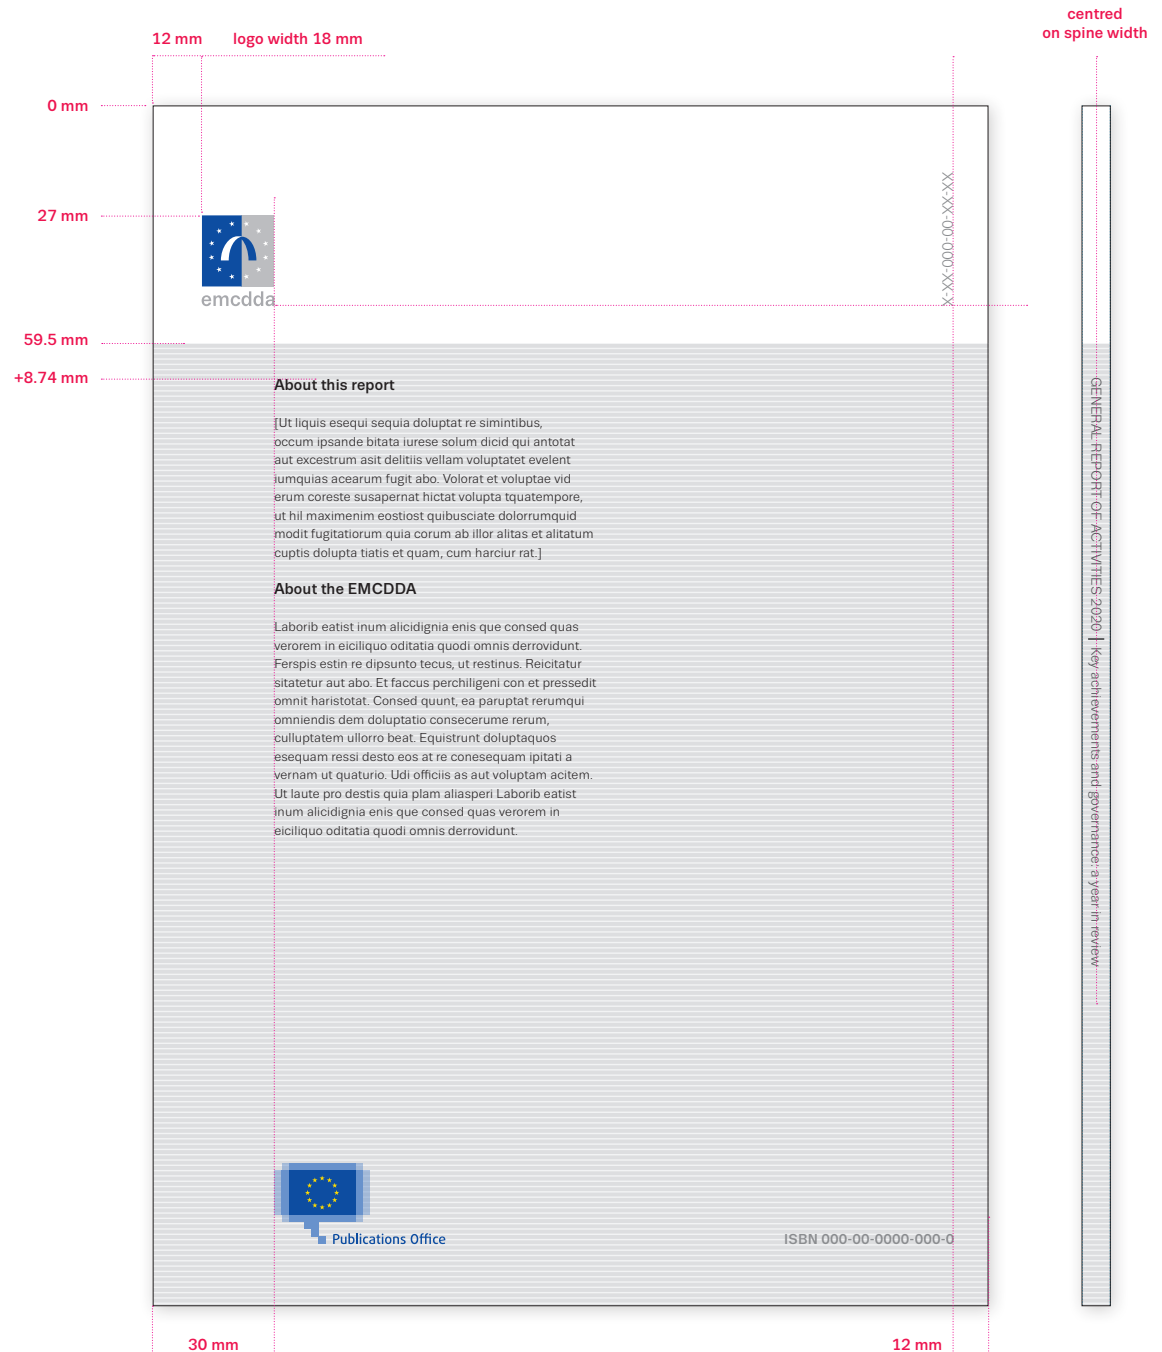 centred
on spine width
12 mm logo width 18 mm
0 mm
27 mm
XX-XX-00-000-XX-X
emcdda
59.5 mm
+8.74 mm
About this report
[Ut liquis esequi sequia doluptat re simintibus,
occum ipsande bitata iurese solum dicid qui antotat
aut excestrum asit delitiis vellam voluptatet evelent
iumquias acearum fugit abo. Volorat et voluptae vid
erum coreste susapernat hictat volupta tquatempore,
ut hil maximenim eostiost quibusciate dolorrumquid
modit fugitatiorum quia corum ab illor alitas et alitatum
cuptis dolupta tiatis et quam, cum harciur rat.]
About the EMCDDA
Laborib eatist inum alicidignia enis que consed quas
verorem in eiciliquo oditatia quodi omnis derrovidunt.
Ferspis estin re dipsunto tecus, ut restinus. Reicitatur
sitatetur aut abo. Et faccus perchiligeni con et pressedit
omnit haristotat. Consed qunt, ea paruptat rerumqui
omniendis dem doluptatio consecerume rerum,
culluptatem ullorro beat. Equistrunt doluptaquos
esequam ressi desto eos at re conesequam ipitati a
vernam ut quaturio. Udi officiis as aut voluptam acitem.
Ut laute pro destis quia plam aliasperi Laborib eatist
inum alicidignia enis que consed quas verorem in
eiciliquo oditatia quodi omnis derrovidunt.
GENERAL REPORT OF ACTIVITIES 2020 | Key achievements and governance: a year in review
Publications Office
ISBN 000-00-0000-000-0
30 mm
12 mm